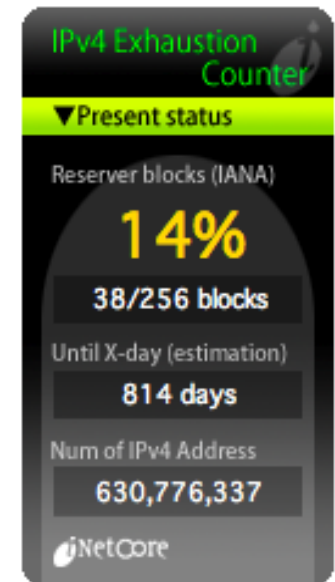 IPv4 Exhaustion
Counter
▼Present status
Reserver blocks (IANA)
14%
38/256 blocks
Until X-day (estimation)
814 days
Num of IPv4 Address
630,776,337
iNetCore